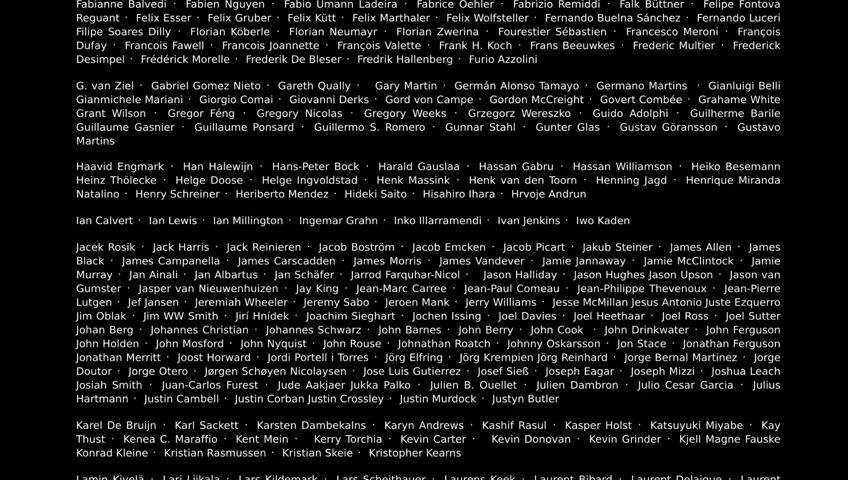 Fabianne Balvedi · Fabien Nguyen · Fabio Umann Ladeira · Fabrice Oehler · Fabrizio Remiddi · Falk Büttner · Felipe Fontova
Reguant · Felix Esser · Felix Gruber · Felix Kütt · Felix Marthaler · Felix Wolfsteller · Fernando Buelna Sánchez · Fernando Luceri
Filipe Soares Dilly · Florian Köberle · Florian Neumayr · Florian Zwerina · Fourestier Sébastien · Francesco Meroni · François
Dufay · Francois Fawell · Francois Joannette · François Valette · Frank H. Koch · Frans Beeuwkes · Frederic Multier · Frederick
Desimpel · Frédérick Morelle · Frederik De Bleser · Fredrik Hallenberg · Furio Azzolini
G. van Ziel · Gabriel Gomez Nieto · Gareth Qually · Gary Martin · Germán Alonso Tamayo · Germano Martins · Gianluigi Belli
Gianmichele Mariani · Giorgio Comai · Giovanni Derks · Gord von Campe · Gordon McCreight · Govert Combée · Grahame White
Grant Wilson · Gregor Féng · Gregory Nicolas · Gregory Weeks · Grzegorz Wereszko · Guido Adolphi · Guilherme Barile
Guillaume Gasnier · Guillaume Ponsard · Guillermo S. Romero · Gunnar Stahl · Gunter Glas · Gustav Göransson · Gustavo
Martins
Haavid Engmark · Han Halewijn · Hans-Peter Bock · Harald Gauslaa · Hassan Gabru · Hassan Williamson · Heiko Besemann
Heinz Thölecke · Helge Doose · Helge Ingvoldstad · Henk Massink · Henk van den Toorn · Henning Jagd · Henrique Miranda
Natalino · Henry Schreiner · Heriberto Mendez · Hideki Saito · Hisahiro Ihara · Hrvoje Andrun
Ian Calvert · Ian Lewis · Ian Millington · Ingemar Grahn · Inko Illarramendi · Ivan Jenkins · Iwo Kaden
Jacek Rosik · Jack Harris · Jack Reinieren · Jacob Boström · Jacob Emcken · Jacob Picart · Jakub Steiner · James Allen · James
Black · James Campanella · James Carscadden · James Morris · James Vandever · Jamie Jannaway · Jamie McClintock · Jamie
Murray · Jan Ainali · Jan Albartus · Jan Schäfer · Jarrod Farquhar-Nicol · Jason Halliday · Jason Hughes Jason Upson · Jason van
Gumster · Jasper van Nieuwenhuizen · Jay King · Jean-Marc Carree · Jean-Paul Comeau · Jean-Philippe Thevenoux · Jean-Pierre
Lutgen · Jef Jansen · Jeremiah Wheeler · Jeremy Sabo · Jeroen Mank · Jerry Williams · Jesse McMillan Jesus Antonio Juste Ezquerro
Jim Oblak · Jim WW Smith · Jirí Hnídek · Joachim Sieghart · Jochen Issing · Joel Davies · Joel Heethaar · Joel Ross · Joel Sutter
Johan Berg · Johannes Christian · Johannes Schwarz · John Barnes · John Berry · John Cook · John Drinkwater · John Ferguson
John Holden · John Mosford · John Nyquist · John Rouse · Johnathan Roatch · Johnny Oskarsson · Jon Stace · Jonathan Ferguson
Jonathan Merritt · Joost Horward · Jordi Portell i Torres · Jörg Elfring · Jörg Krempien Jörg Reinhard · Jorge Bernal Martinez · Jorge
Doutor · Jorge Otero · Jørgen Schøyen Nicolaysen · Jose Luis Gutierrez · Josef Sieß · Joseph Eagar · Joseph Mizzi · Joshua Leach
Josiah Smith · Juan-Carlos Furest · Jude Aakjaer Jukka Palko · Julien B. Ouellet · Julien Dambron · Julio Cesar Garcia · Julius
Hartmann · Justin Cambell · Justin Corban Justin Crossley · Justin Murdock · Justyn Butler
Karel De Bruijn · Karl Sackett · Karsten Dambekalns · Karyn Andrews · Kashif Rasul · Kasper Holst · Katsuyuki Miyabe · Kay
Thust · Kenea C. Maraffio · Kent Mein · Kerry Torchia · Kevin Carter · Kevin Donovan · Kevin Grinder · Kjell Magne Fauske
Konrad Kleine · Kristian Rasmussen · Kristian Skeie · Kristopher Kearns
Lamin Kivelä · Lari Liikala · Lars Kildemark · Lars Scheithauer · Laurens Koek · Laurent Bihard · Laurent Delaigue · Laurent